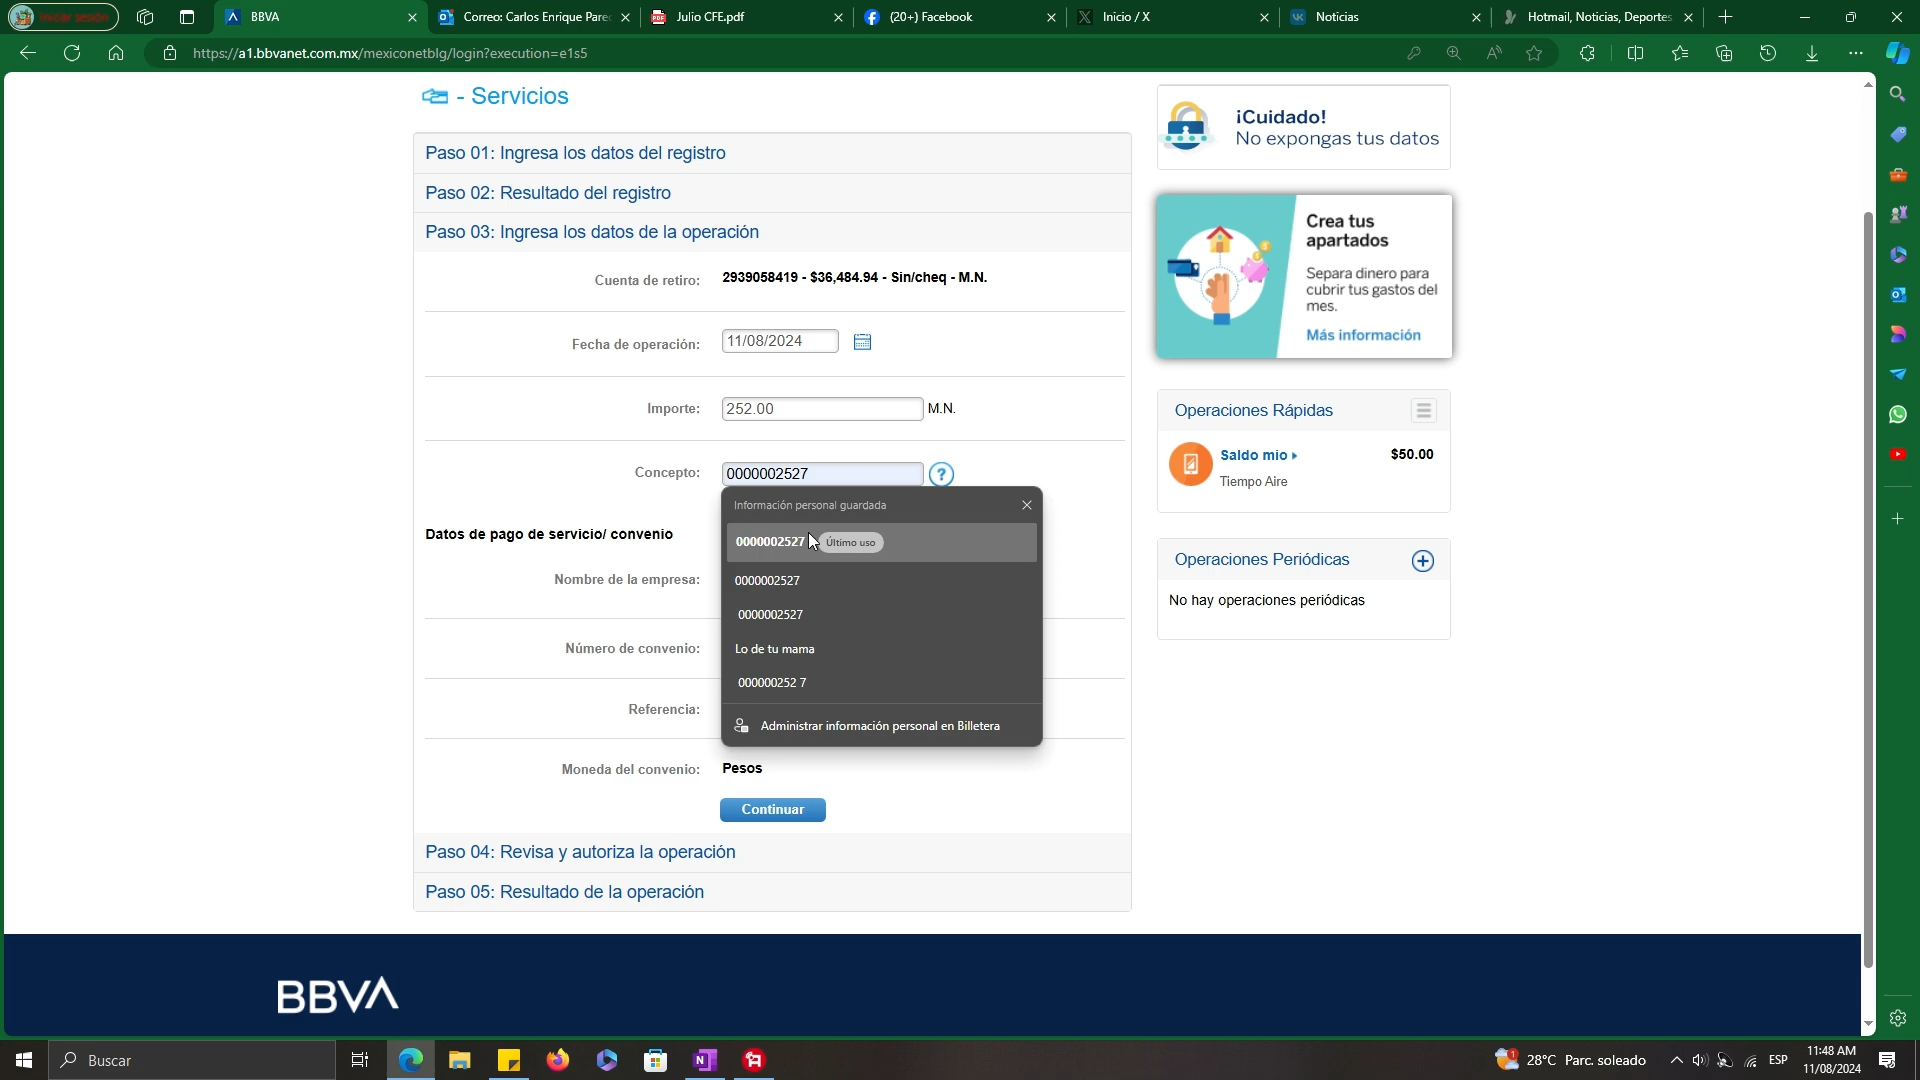 Iniciar sesión
BBVA
Correo: Carlos Enrique Pare
Julio CFE.pdf
(20+) Facebook
Inicio / X
Noticias
Hotmail, Noticias, Deportes
https://a1.bbvanet.com.mx/mexiconetblg/login?execution=e1s5
- Servicios
Paso 01: Ingresa los datos del registro
Paso 02: Resultado del registro
Paso 03: Ingresa los datos de la operación
Cuenta de retiro: 2939058419 - $36,484.94 - Sin/cheq - M.N.
Fecha de operación: 11/08/2024
Importe: 252.00 M.N.
Concepto: 0000002527 ?
Información personal guardada
0000002527 Último uso
0000002527
0000002527
Lo de tu mama
000000252 7
Administrar información personal en Billetera
Datos de pago de servicio/ convenio
Nombre de la empresa:
Número de convenio:
Referencia:
Moneda del convenio: Pesos
Continuar
Paso 04: Revisa y autoriza la operación
Paso 05: Resultado de la operación
¡Cuidado!
No expongas tus datos
Crea tus
apartados
Separa dinero para
cubrir tus gastos del
mes.
Más información
Operaciones Rápidas
Saldo mio $50.00
Tiempo Aire
Operaciones Periódicas
No hay operaciones periódicas
BBVA
Buscar
28°C Parc. soleado
ESP
11:48 AM
11/08/2024